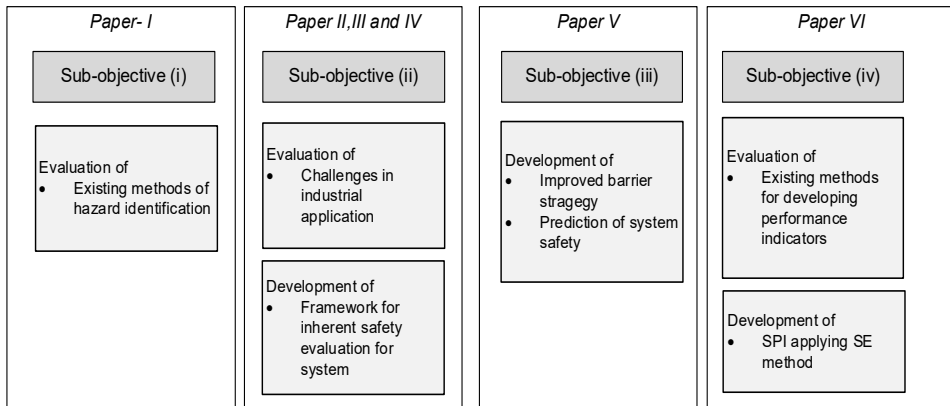 Paper- I
Sub-objective (i)
Evaluation of
• Existing methods of
hazard identification
Paper II,III and IV
Sub-objective (ii)
Evaluation of
• Challenges in
industrial
application
Development of
• Framework for
inherent safety
evaluation for
system
Paper V
Sub-objective (iii)
Development of
• Improved barrier
stragegy
• Prediction of system
safety
Paper VI
Sub-objective (iv)
Evaluation of
• Existing methods
for developing
performance
indicators
Development of
• SPI applying SE
method